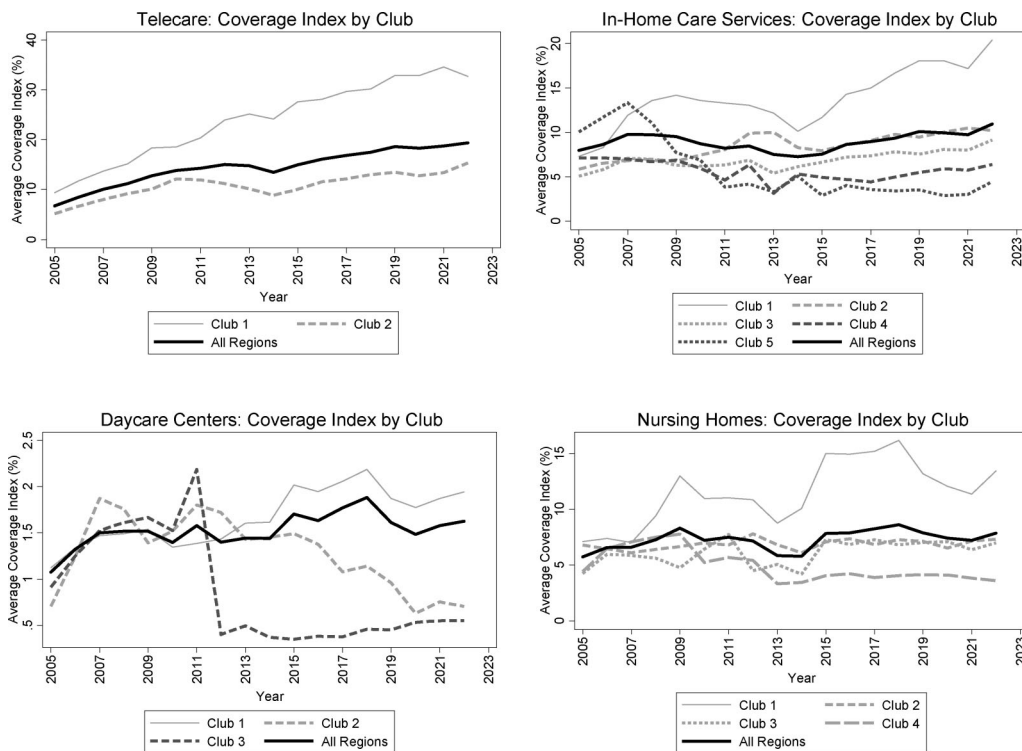 Telecare: Coverage Index by Club
Average Coverage Index (%)
40
30
20
10
0
2005 2007 2009 2011 2013 2015 2017 2019 2021 2023
Year
Club 1 Club 2
All Regions
In-Home Care Services: Coverage Index by Club
Average Coverage Index (%)
20
15
10
5
0
2005 2007 2009 2011 2013 2015 2017 2019 2021 2023
Year
Club 1 Club 2
Club 3 Club 4
Club 5 All Regions
Daycare Centers: Coverage Index by Club
Average Coverage Index (%)
2.5
2
1.5
1
.5
2005 2007 2009 2011 2013 2015 2017 2019 2021 2023
Year
Club 1 Club 2
Club 3 All Regions
Nursing Homes: Coverage Index by Club
Average Coverage Index (%)
15
10
5
0
2005 2007 2009 2011 2013 2015 2017 2019 2021 2023
Year
Club 1 Club 2
Club 3 Club 4
All Regions